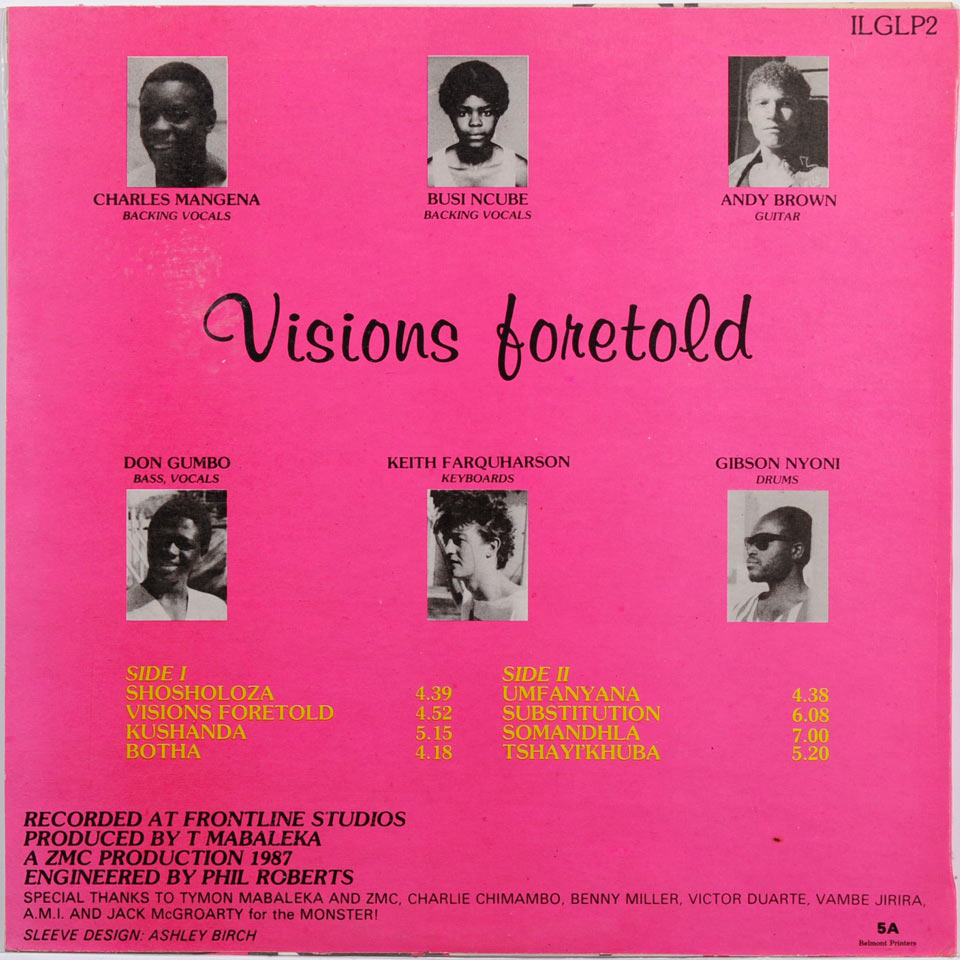 ILGLP2
CHARLES MANGENA
BACKING VOCALS
BUSI NCUBE
BACKING VOCALS
ANDY BROWN
GUITAR
Visions foretold
DON GUMBO
BASS, VOCALS
KEITH FARQUHARSON
KEYBOARDS
GIBSON NYONI
DRUMS
SIDE I
SHOSHOLOZA 4.39
VISIONS FORETOLD 4.52
KUSHANDA 5.15
BOTHA 4.18
SIDE II
UMFANYANA 4.38
SUBSTITUTION 6.08
SOMANDHLA 7.00
TSHAYI'KHUBA 5.20
RECORDED AT FRONTLINE STUDIOS
PRODUCED BY T MABALEKA
A ZMC PRODUCTION 1987
ENGINEERED BY PHIL ROBERTS
SPECIAL THANKS TO TYMON MABALEKA AND ZMC, CHARLIE CHIMAMBO, BENNY MILLER, VICTOR DUARTE, VAMBE JIRIRA,
A.M.I. AND JACK McGROARTY for the MONSTER!
SLEEVE DESIGN: ASHLEY BIRCH
5A
Belmont Printers